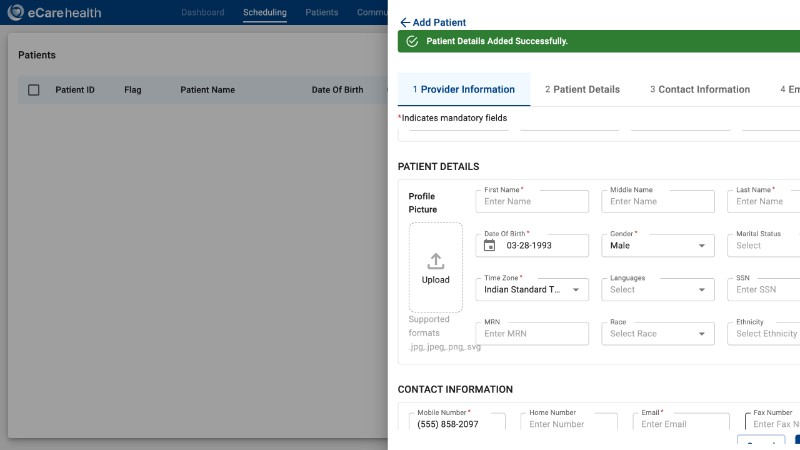 eCarehealth Dashboard Scheduling Patients Commu
Add Patient
Patient Details Added Successfully.
Patients
Patient ID Flag Patient Name Date Of Birth
1 Provider Information 2 Patient Details 3 Contact Information 4 Em
*Indicates mandatory fields
PATIENT DETAILS
Profile Picture
Upload
Supported formats
.jpg,.jpeg,.png,.svg
First Name* Middle Name Last Name*
Enter Name Enter Name Enter Name
Date Of Birth* Gender* Marital Status
03-28-1993 Male Select
Time Zone* Languages SSN
Indian Standard T... Select Enter SSN
MRN Race Ethnicity
Enter MRN Select Race Select Ethnicity
CONTACT INFORMATION
Mobile Number* Home Number Email* Fax Number
(555) 858-2097 Enter Number Enter Email Enter Fax N